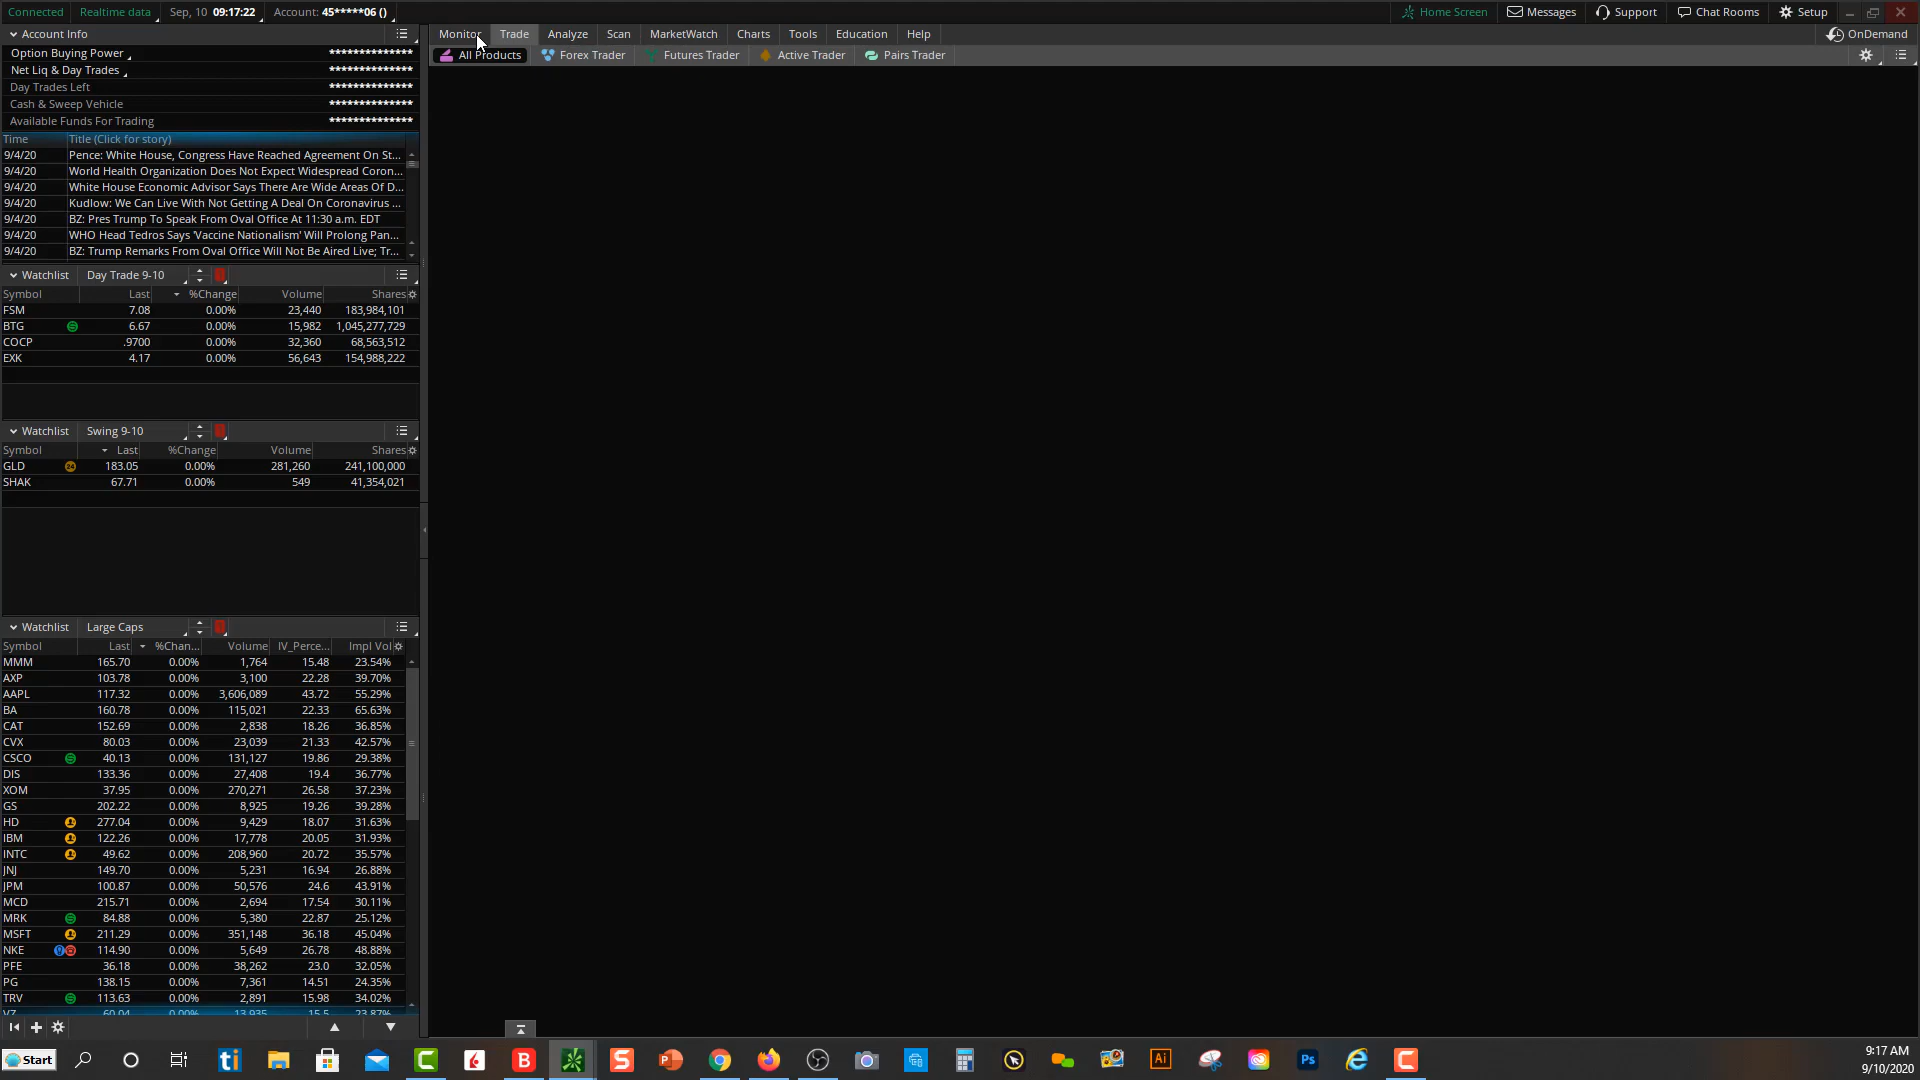 Connected Realtime data Sep, 10 09:17:22 Account: 45*****06 () Home Screen Messages Support Chat Rooms Setup
Account Info
Option Buying Power **************
Net Liq & Day Trades **************
Day Trades Left **************
Cash & Sweep Vehicle **************
Available Funds For Trading **************
Time Title (Click for story)
9/4/20 Pence: White House, Congress Have Reached Agreement On St...
9/4/20 World Health Organization Does Not Expect Widespread Coron...
9/4/20 White House Economic Advisor Says There Are Wide Areas Of D...
9/4/20 Kudlow: We Can Live With Not Getting A Deal On Coronavirus ...
9/4/20 BZ: Pres Trump To Speak From Oval Office At 11:30 a.m. EDT
9/4/20 WHO Head Tedros Says 'Vaccine Nationalism' Will Prolong Pan...
9/4/20 BZ: Trump Remarks From Oval Office Will Not Be Aired Live; Tr...
Watchlist Day Trade 9-10
Symbol Last %Change Volume Shares
FSM 7.08 0.00% 23,440 183,984,101
BTG 6.67 0.00% 15,982 1,045,277,729
COCP .9700 0.00% 32,360 68,563,512
EXK 4.17 0.00% 56,643 154,988,222
Watchlist Swing 9-10
Symbol Last %Change Volume Shares
GLD 183.05 0.00% 281,260 241,100,000
SHAK 67.71 0.00% 549 41,354,021
Watchlist Large Caps
Symbol Last %Chan... Volume IV_Perce... Impl Vol
MMM 165.70 0.00% 1,764 15.48 23.54%
AXP 103.78 0.00% 3,100 22.28 39.70%
AAPL 117.32 0.00% 3,606,089 43.72 55.29%
BA 160.78 0.00% 115,021 22.33 65.63%
CAT 152.69 0.00% 2,838 18.26 36.85%
CVX 80.03 0.00% 23,039 21.33 42.57%
CSCO 40.13 0.00% 131,127 19.86 29.38%
DIS 133.36 0.00% 27,408 19.4 36.77%
XOM 37.95 0.00% 270,271 26.58 37.23%
GS 202.22 0.00% 8,925 19.26 39.28%
HD 277.04 0.00% 9,429 18.07 31.63%
IBM 122.26 0.00% 17,778 20.05 31.93%
INTC 49.62 0.00% 208,960 20.72 35.57%
JNJ 149.70 0.00% 5,231 16.94 26.88%
JPM 100.87 0.00% 50,576 24.6 43.91%
MCD 215.71 0.00% 2,694 17.54 30.11%
MRK 84.88 0.00% 5,380 22.87 25.12%
MSFT 211.29 0.00% 351,148 36.18 45.04%
NKE 114.90 0.00% 5,649 26.78 48.88%
PFE 36.18 0.00% 38,262 23.0 32.05%
PG 138.15 0.00% 7,361 14.51 24.35%
TRV 113.63 0.00% 2,891 15.98 34.02%
VZ 60.04 0.00% 13,935 15.5 23.87%
Monitor Trade Analyze Scan MarketWatch Charts Tools Education Help OnDemand
All Products Forex Trader Futures Trader Active Trader Pairs Trader
Start
9:17 AM
9/10/2020